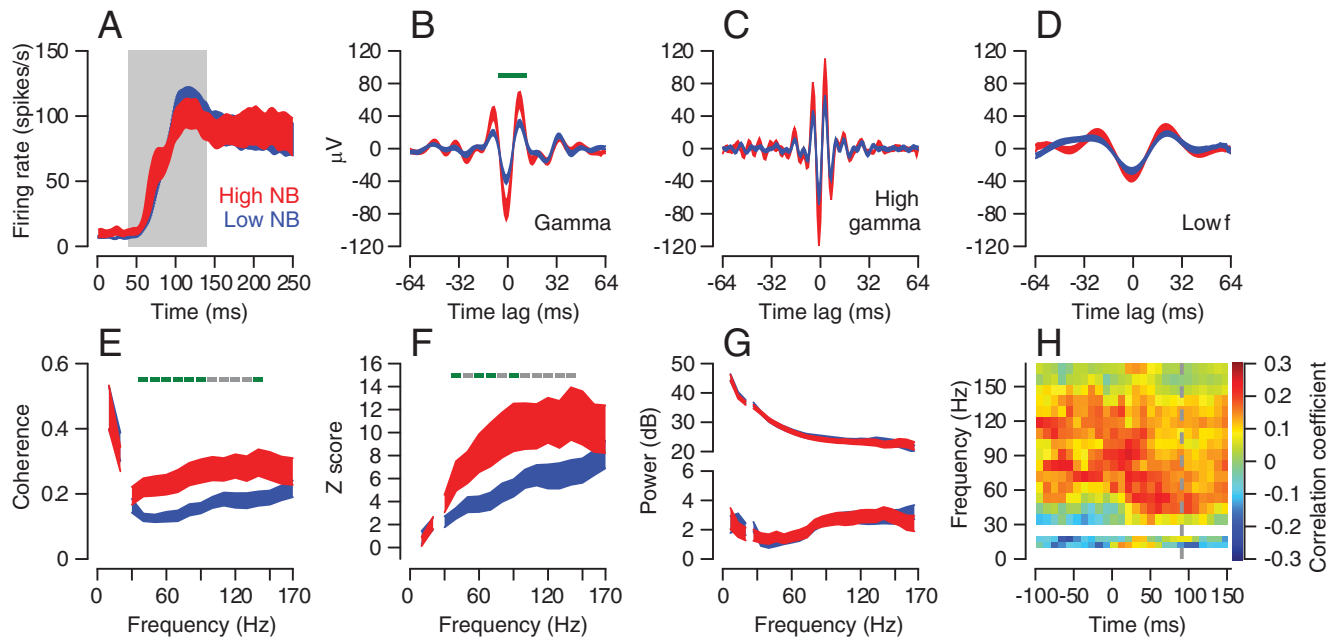 A
B
C
D
Firing rate (spikes/s)
150
100
50
0
High NB
Low NB
0 50 100 150 200 250
Time (ms)
μV
120
80
40
0
-40
-80
-120
Gamma
-64 -32 0 32 64
Time lag (ms)
120
80
40
0
-40
-80
-120
High
gamma
-64 -32 0 32 64
Time lag (ms)
120
80
40
0
-40
-80
-120
Low f
-64 -32 0 32 64
Time lag (ms)
E
F
G
H
Coherence
0.6
0.4
0.2
0
0 60 120 170
Frequency (Hz)
Z score
16
14
12
10
8
6
4
2
0
0 60 120 170
Frequency (Hz)
Power (dB)
50
40
30
20
6
4
2
0
0 60 120 170
Frequency (Hz)
Frequency (Hz)
150
120
90
60
30
0
-100 -50 0 50 100 150
Time (ms)
0.3
0.2
0.1
0
-0.1
-0.2
-0.3
Correlation coefficient